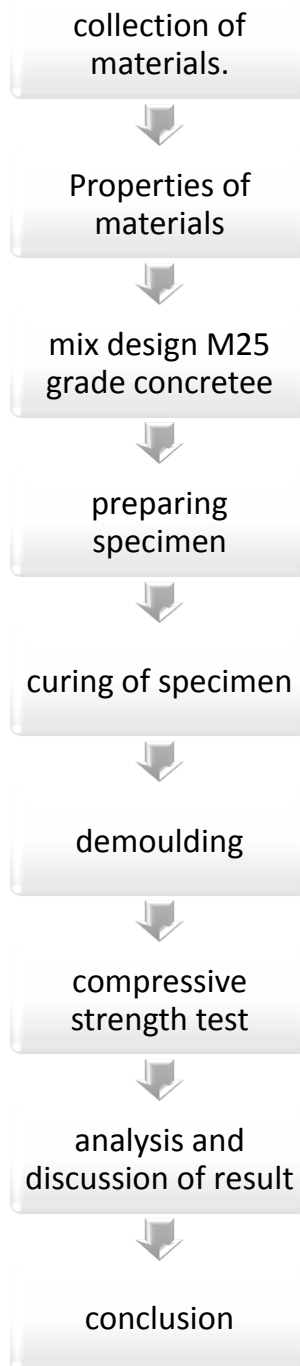 collection of
materials.
Properties of
materials
mix design M25
grade concretee
preparing
specimen
curing of specimen
demoulding
compressive
strength test
analysis and
discussion of result
conclusion